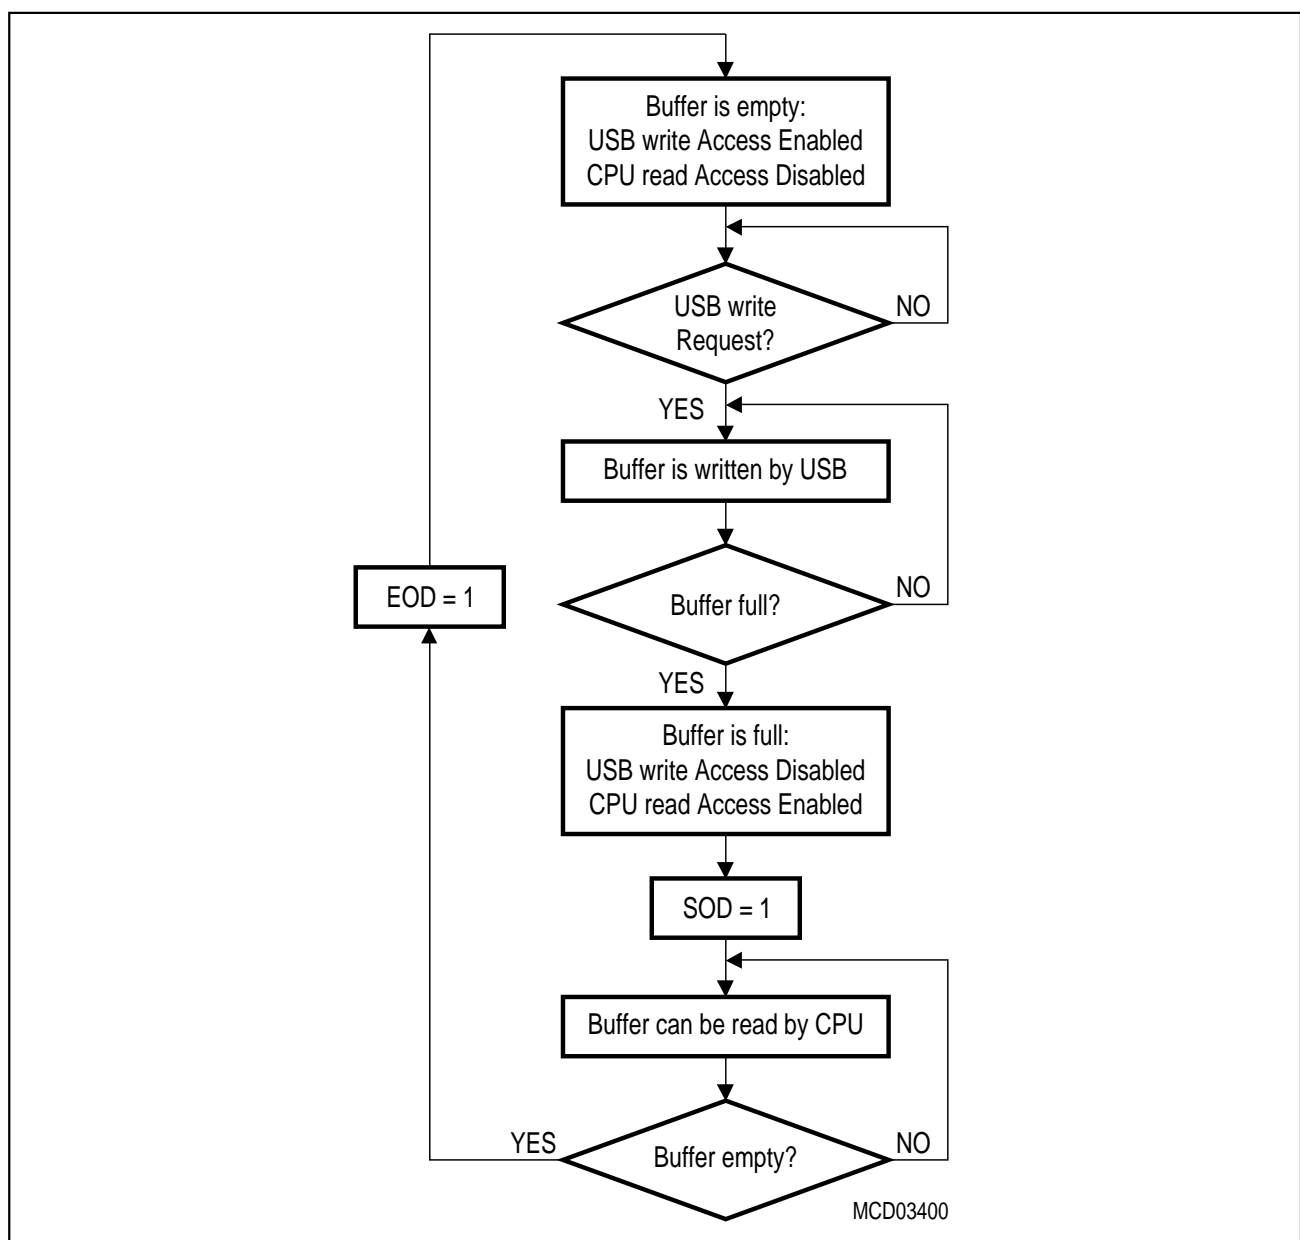 Buffer is empty:
USB write Access Enabled
CPU read Access Disabled
USB write
Request?
NO
YES
Buffer is written by USB
EOD = 1
Buffer full?
NO
YES
Buffer is full:
USB write Access Disabled
CPU read Access Enabled
SOD = 1
Buffer can be read by CPU
YES
Buffer empty?
NO
MCD03400